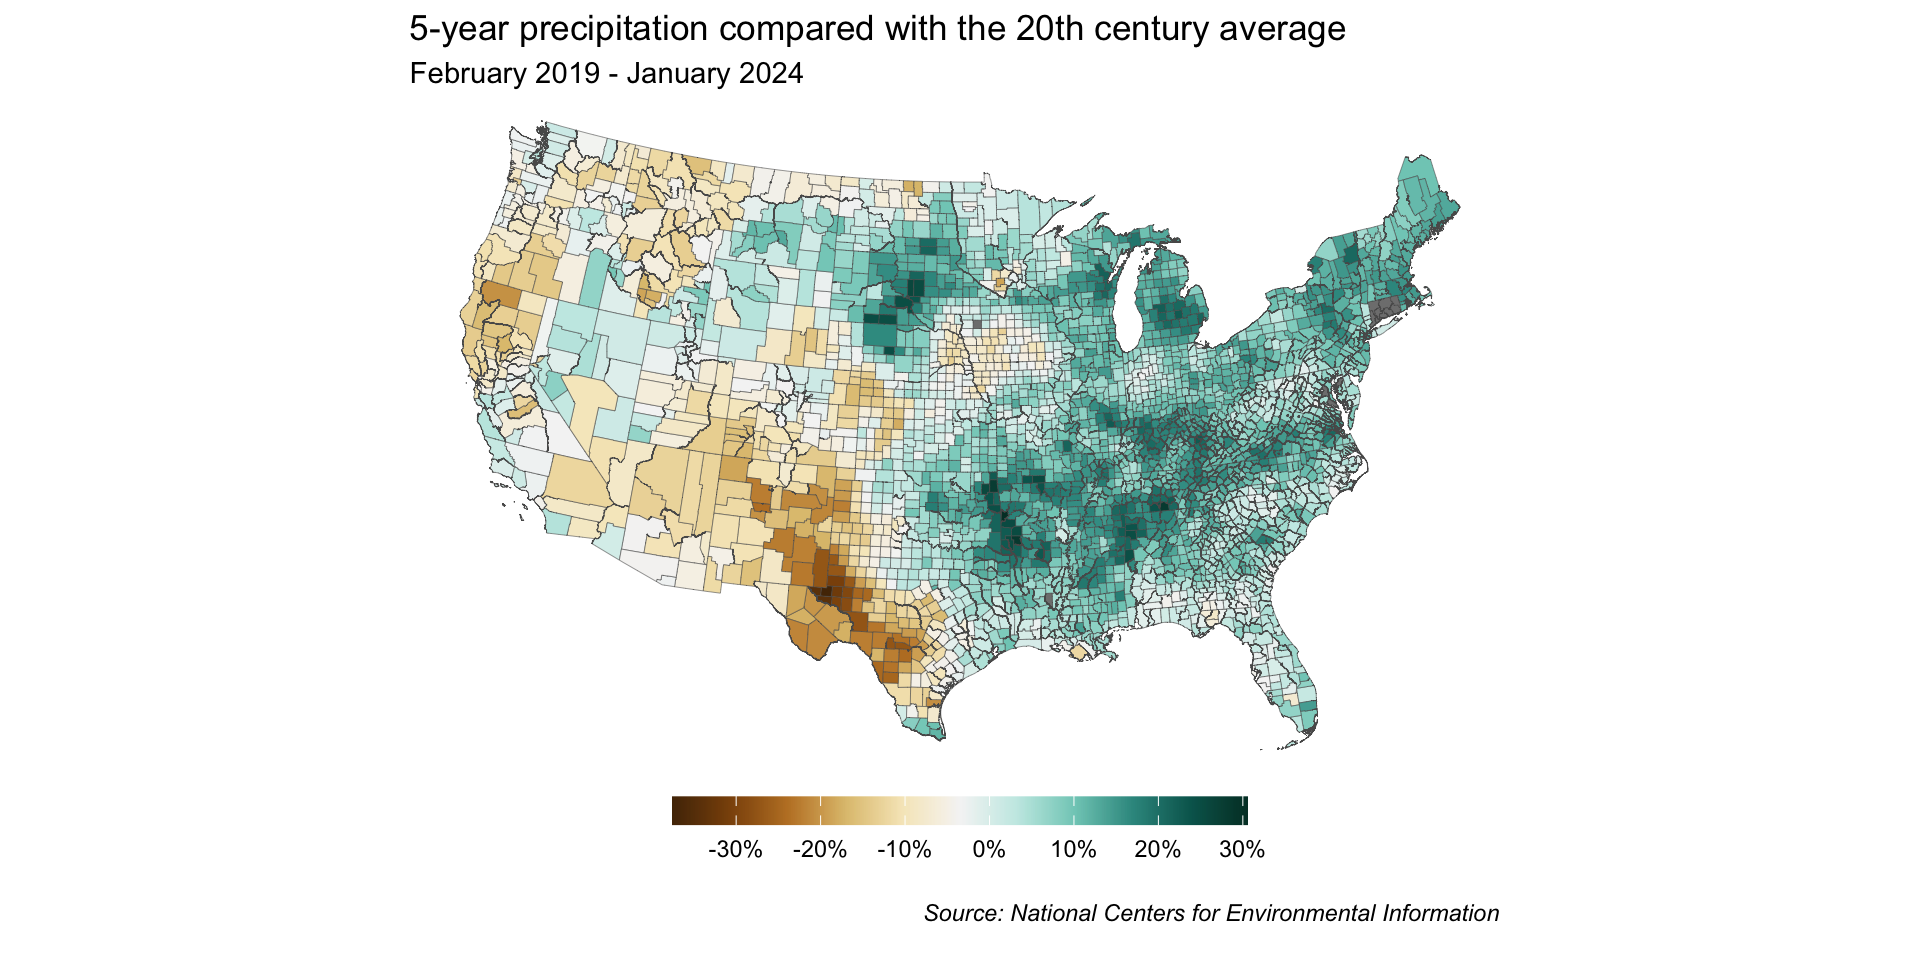 5-year precipitation compared with the 20th century average
February 2019 - January 2024
-30% -20% -10% 0% 10% 20% 30%
Source: National Centers for Environmental Information